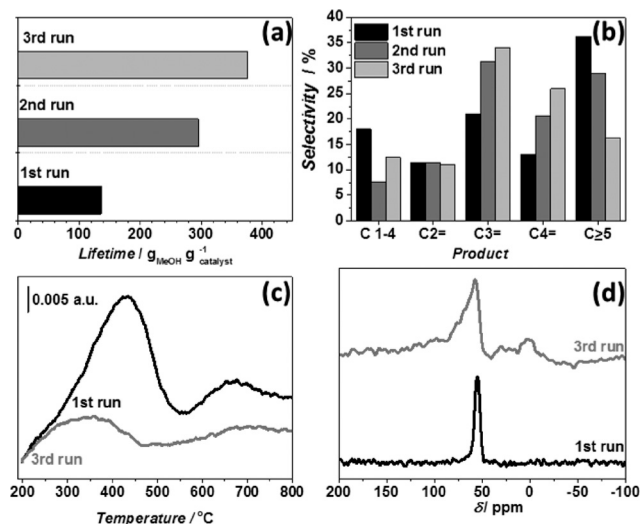 (a)
3rd run
2nd run
1st run
0 100 200 300 400
Lifetime / g MeOH g⁻¹ catalyst
(b)
1st run
2nd run
3rd run
Selectivity / %
40
35
30
25
20
15
10
5
0
C 1-4 C2= C3= C4= C≥5
Product
(c)
0.005 a.u.
1st run
3rd run
200 300 400 500 600 700 800
Temperature / °C
(d)
3rd run
1st run
200 150 100 50 0 -50 -100
δ/ ppm